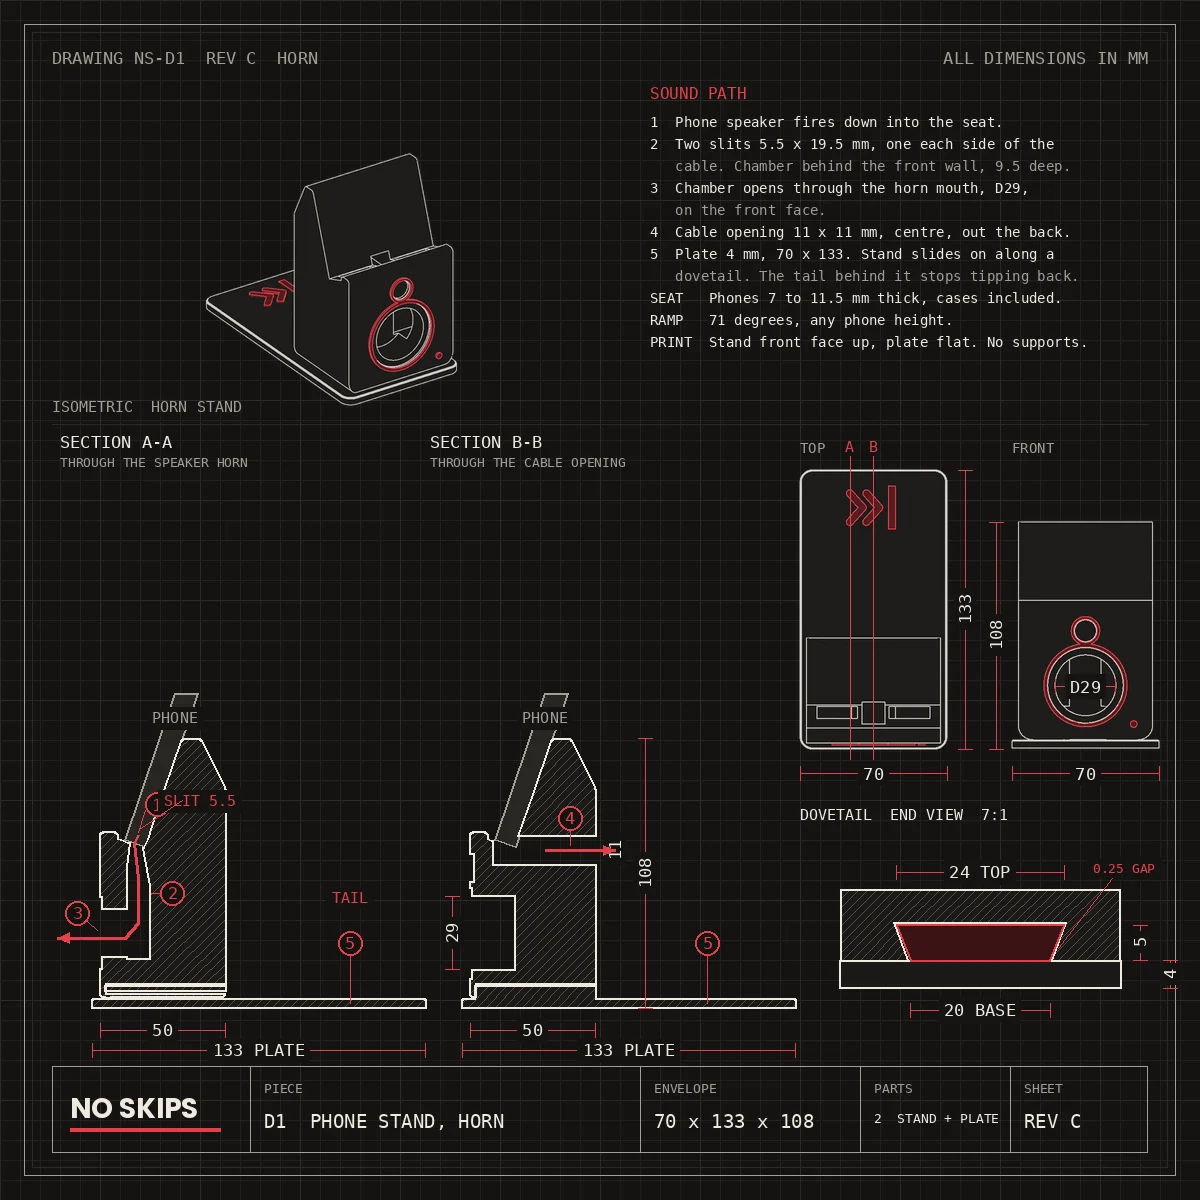 DRAWING NS-D1  REV C  HORN
ALL DIMENSIONS IN MM
SOUND PATH
1  Phone speaker fires down into the seat.
2  Two slits 5.5 x 19.5 mm, one each side of the
cable. Chamber behind the front wall, 9.5 deep.
3  Chamber opens through the horn mouth, D29,
on the front face.
4  Cable opening 11 x 11 mm, centre, out the back.
5  Plate 4 mm, 70 x 133. Stand slides on along a
dovetail. The tail behind it stops tipping back.
SEAT   Phones 7 to 11.5 mm thick, cases included.
RAMP   71 degrees, any phone height.
PRINT  Stand front face up, plate flat. No supports.
ISOMETRIC  HORN STAND
SECTION A-A
THROUGH THE SPEAKER HORN
PHONE
1
SLIT 5.5
2
3
TAIL
5
50
133 PLATE
SECTION B-B
THROUGH THE CABLE OPENING
PHONE
4
11
108
29
5
50
133 PLATE
TOP
A
B
133
70
FRONT
108
D29
70
DOVETAIL  END VIEW  7:1
24 TOP
0.25 GAP
5
4
20 BASE
NO SKIPS
PIECE
D1  PHONE STAND, HORN
ENVELOPE
70 x 133 x 108
PARTS
2  STAND + PLATE
SHEET
REV C